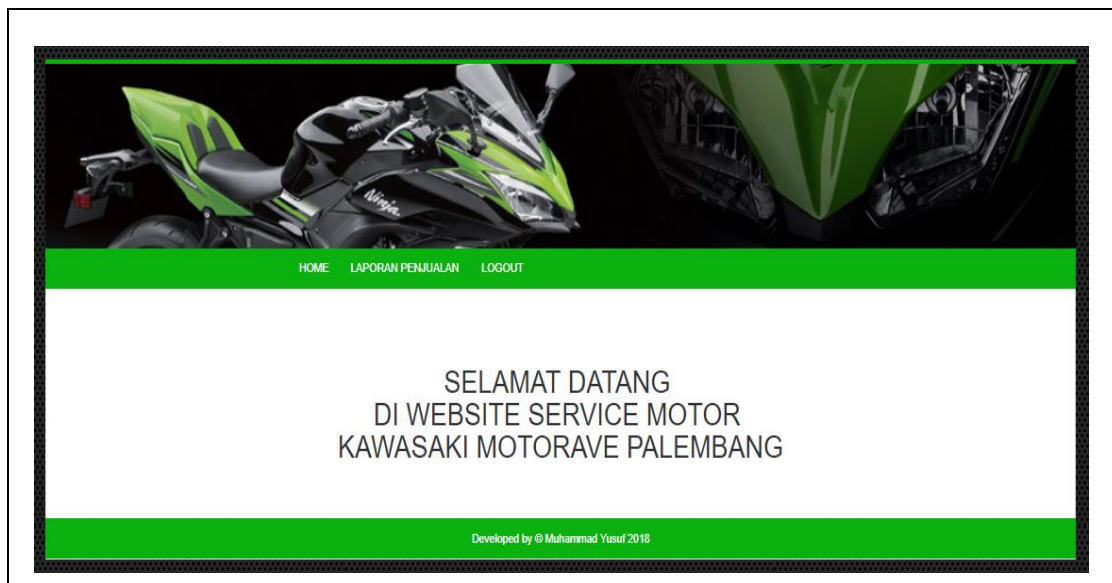 Ninja
HOME LAPORAN PENJUALAN LOGOUT
SELAMAT DATANG
DI WEBSITE SERVICE MOTOR
KAWASAKI MOTORAVE PALEMBANG
Developed by © Muhammad Yusuf 2018